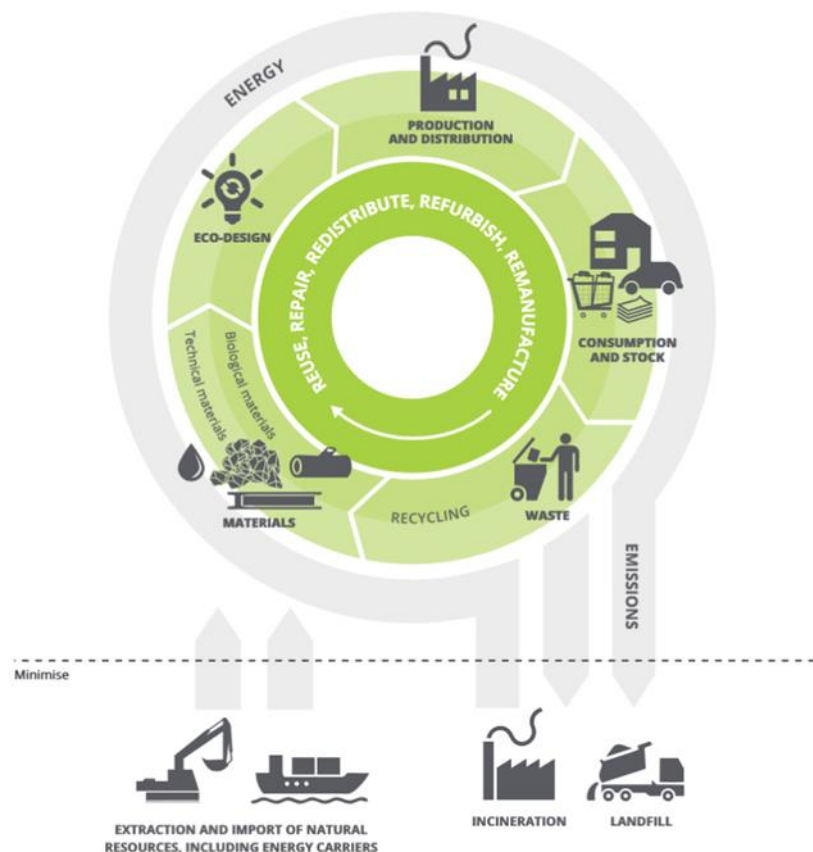 ENERGY
PRODUCTION
AND DISTRIBUTION
ECO-DESIGN
REUSE, REPAIR, REDISTRIBUTE, REFURBISH, REMANUFACTURE
CONSUMPTION
AND STOCK
Technical materials
Biological materials
MATERIALS
RECYCLING
WASTE
EMISSIONS
Minimise
EXTRACTION AND IMPORT OF NATURAL
RESOURCES, INCLUDING ENERGY CARRIERS
INCINERATION
LANDFILL